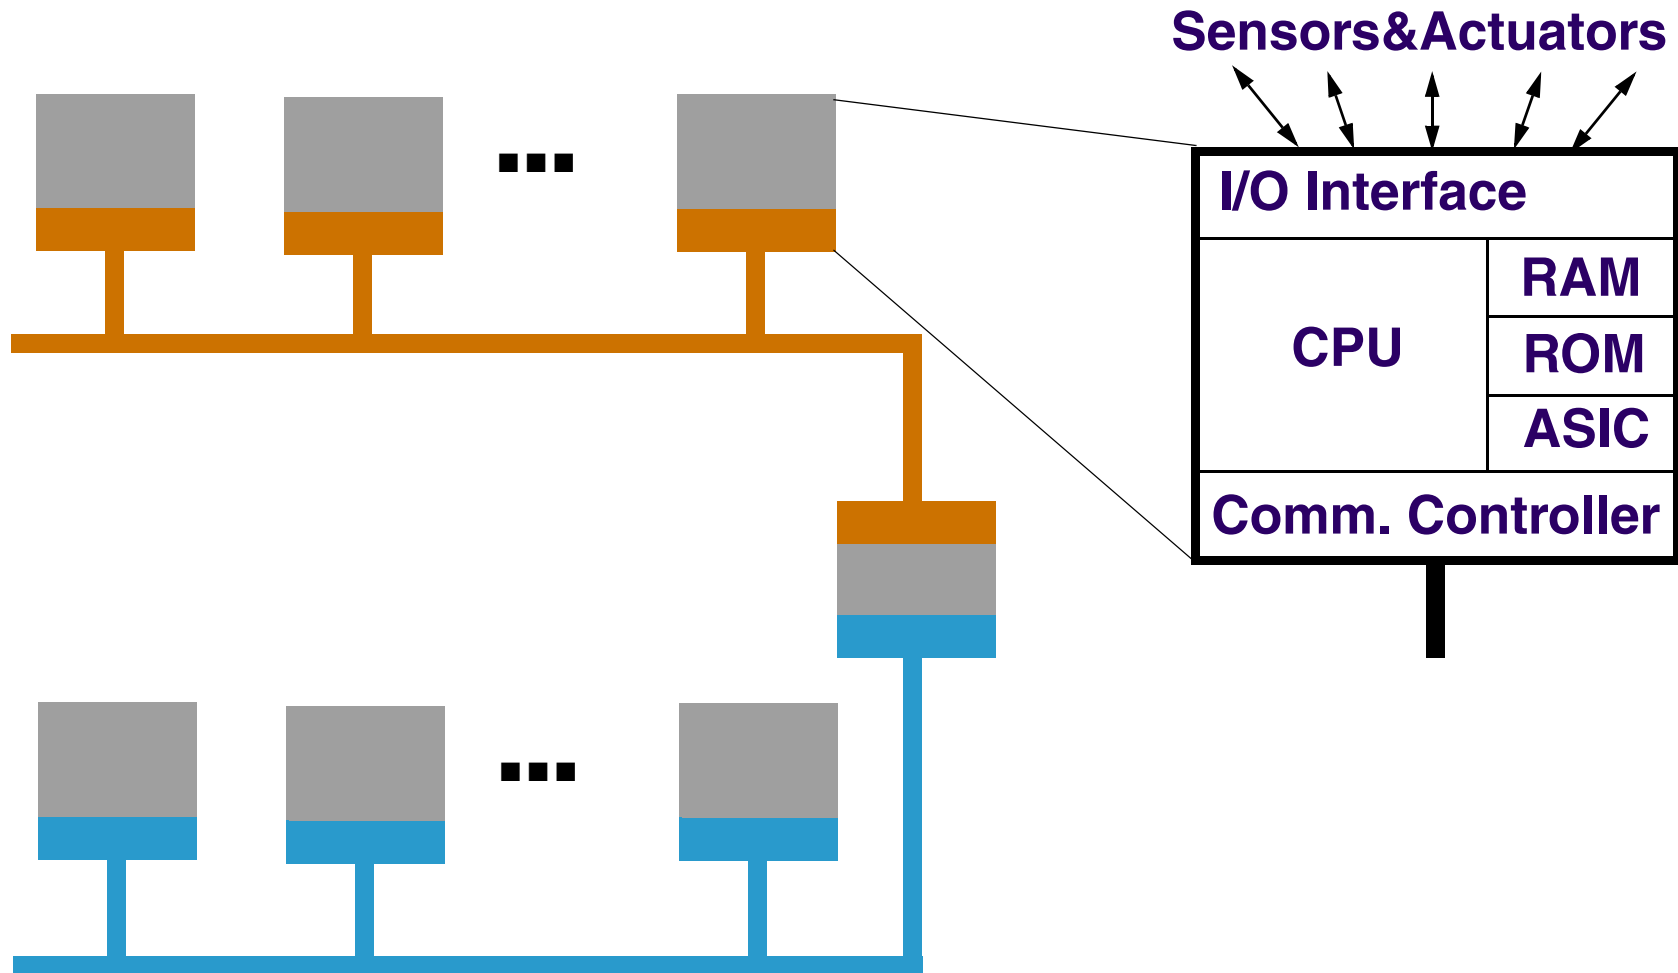 Sensors&Actuators
I/O Interface
CPU
RAM
ROM
ASIC
Comm. Controller